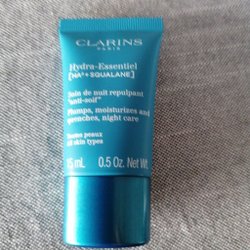 CLARINS
PARIS
Hydra-Essentiel
[HA² + SQUALANE]
Soin de nuit repulpant
"anti-soif"
Plumps, moisturizes and
quenches, night care
Toutes peaux
All skin types
15 mL 0.5 Oz. Net Wt.